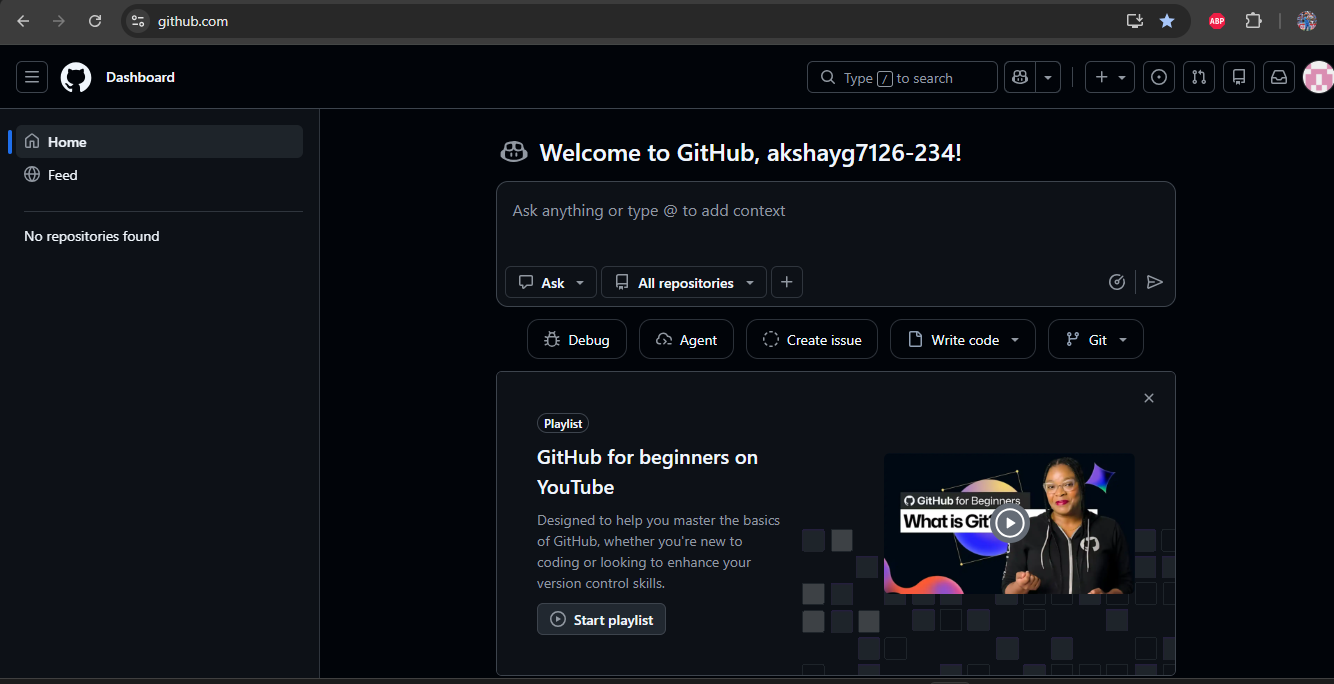 github.com
ABP
Dashboard
Type / to search
Home
Feed
No repositories found
Welcome to GitHub, akshayg7126-234!
Ask anything or type @ to add context
Ask
All repositories
Debug
Agent
Create issue
Write code
Git
Playlist
GitHub for beginners on
YouTube
Designed to help you master the basics
of GitHub, whether you're new to
coding or looking to enhance your
version control skills.
Start playlist
GitHub for Beginners
What is Git